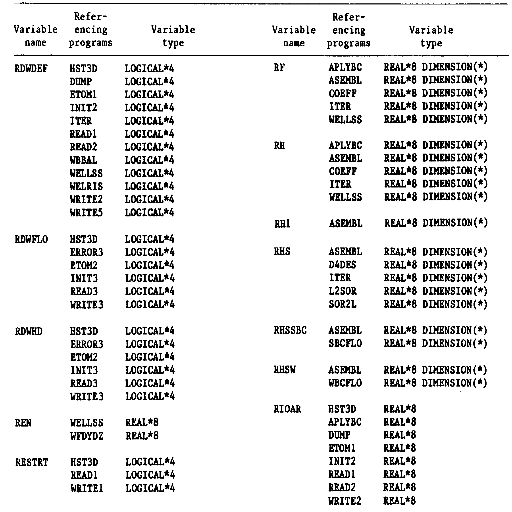 Variable name Refer-encing programs Variable type
RDWDEF HST3D LOGICAL*4
DUMP LOGICAL*4
ETOM1 LOGICAL*4
INIT2 LOGICAL*4
ITER LOGICAL*4
READ1 LOGICAL*4
READ2 LOGICAL*4
WBBAL LOGICAL*4
WELLSS LOGICAL*4
WELRIS LOGICAL*4
WRITE2 LOGICAL*4
WRITE5 LOGICAL*4
RDWFLO HST3D LOGICAL*4
ERROR3 LOGICAL*4
ETOM2 LOGICAL*4
INIT3 LOGICAL*4
READ3 LOGICAL*4
WRITE3 LOGICAL*4
RDWHD HST3D LOGICAL*4
ERROR3 LOGICAL*4
ETOM2 LOGICAL*4
INIT3 LOGICAL*4
READ3 LOGICAL*4
WRITE3 LOGICAL*4
REN WELLSS REAL*8
WFDYDZ REAL*8
RESTRT HST3D LOGICAL*4
READ1 LOGICAL*4
WRITE1 LOGICAL*4
Variable name Refer-encing programs Variable type
RF APLYBC REAL*8 DIMENSION(*)
ASEMBL REAL*8 DIMENSION(*)
COEFF REAL*8 DIMENSION(*)
ITER REAL*8 DIMENSION(*)
WELLSS REAL*8 DIMENSION(*)
RH APLYBC REAL*8 DIMENSION(*)
ASEMBL REAL*8 DIMENSION(*)
COEFF REAL*8 DIMENSION(*)
ITER REAL*8 DIMENSION(*)
WELLSS REAL*8 DIMENSION(*)
RH1 ASEMBL REAL*8 DIMENSION(*)
RHS ASEMBL REAL*8 DIMENSION(*)
D4DES REAL*8 DIMENSION(*)
ITER REAL*8 DIMENSION(*)
L2SOR REAL*8 DIMENSION(*)
SOR2L REAL*8 DIMENSION(*)
RHSSBC ASEMBL REAL*8 DIMENSION(*)
SBCFLO REAL*8 DIMENSION(*)
RHSW ASEMBL REAL*8 DIMENSION(*)
WBCFLO REAL*8 DIMENSION(*)
RIOAR HST3D REAL*8
APLYBC REAL*8
DUMP REAL*8
ETOM1 REAL*8
INIT2 REAL*8
READ1 REAL*8
READ2 REAL*8
WRITE2 REAL*8